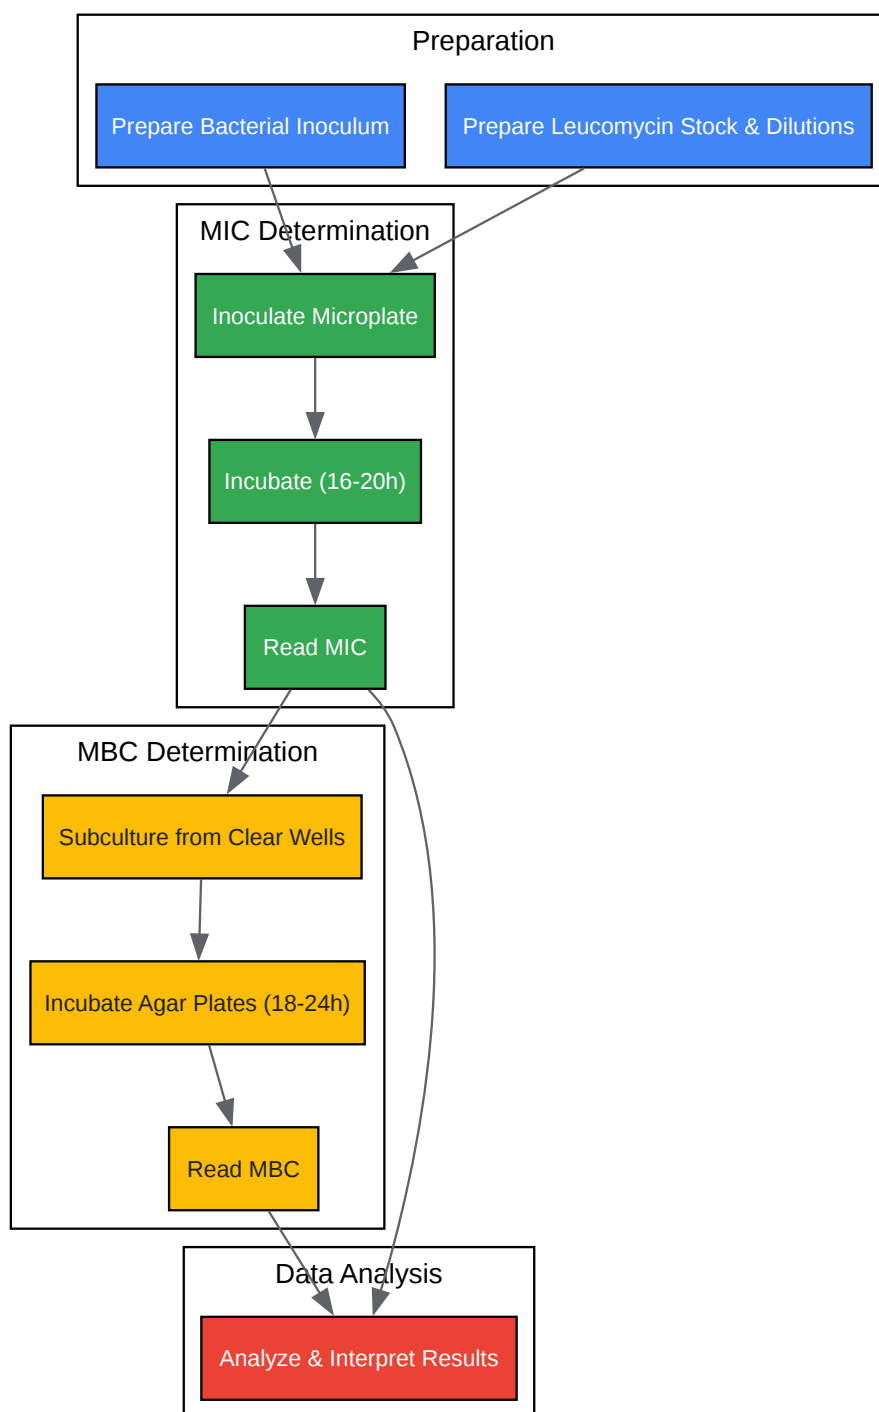 Preparation
Prepare Bacterial Inoculum
Prepare Leucomycin Stock & Dilutions
MIC Determination
Inoculate Microplate
Incubate (16-20h)
Read MIC
MBC Determination
Subculture from Clear Wells
Incubate Agar Plates (18-24h)
Read MBC
Data Analysis
Analyze & Interpret Results